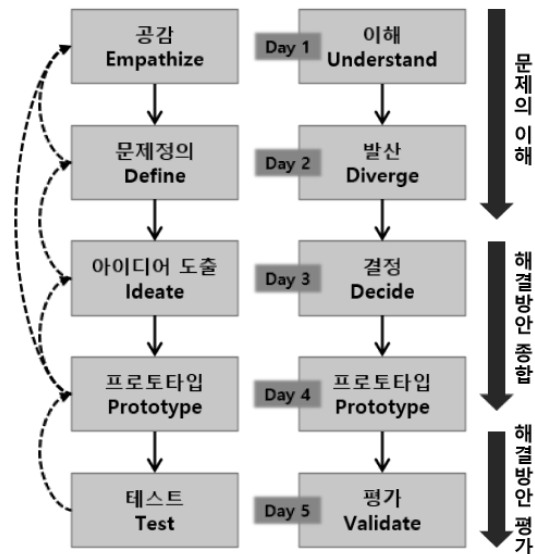 공감
Empathize
Day 1
이해
Understand
문제정의
Define
Day 2
발산
Diverge
문제의 이해
아이디어 도출
Ideate
Day 3
결정
Decide
프로토타입
Prototype
Day 4
프로토타입
Prototype
해결방안 종합
테스트
Test
Day 5
평가
Validate
해결방안 평가